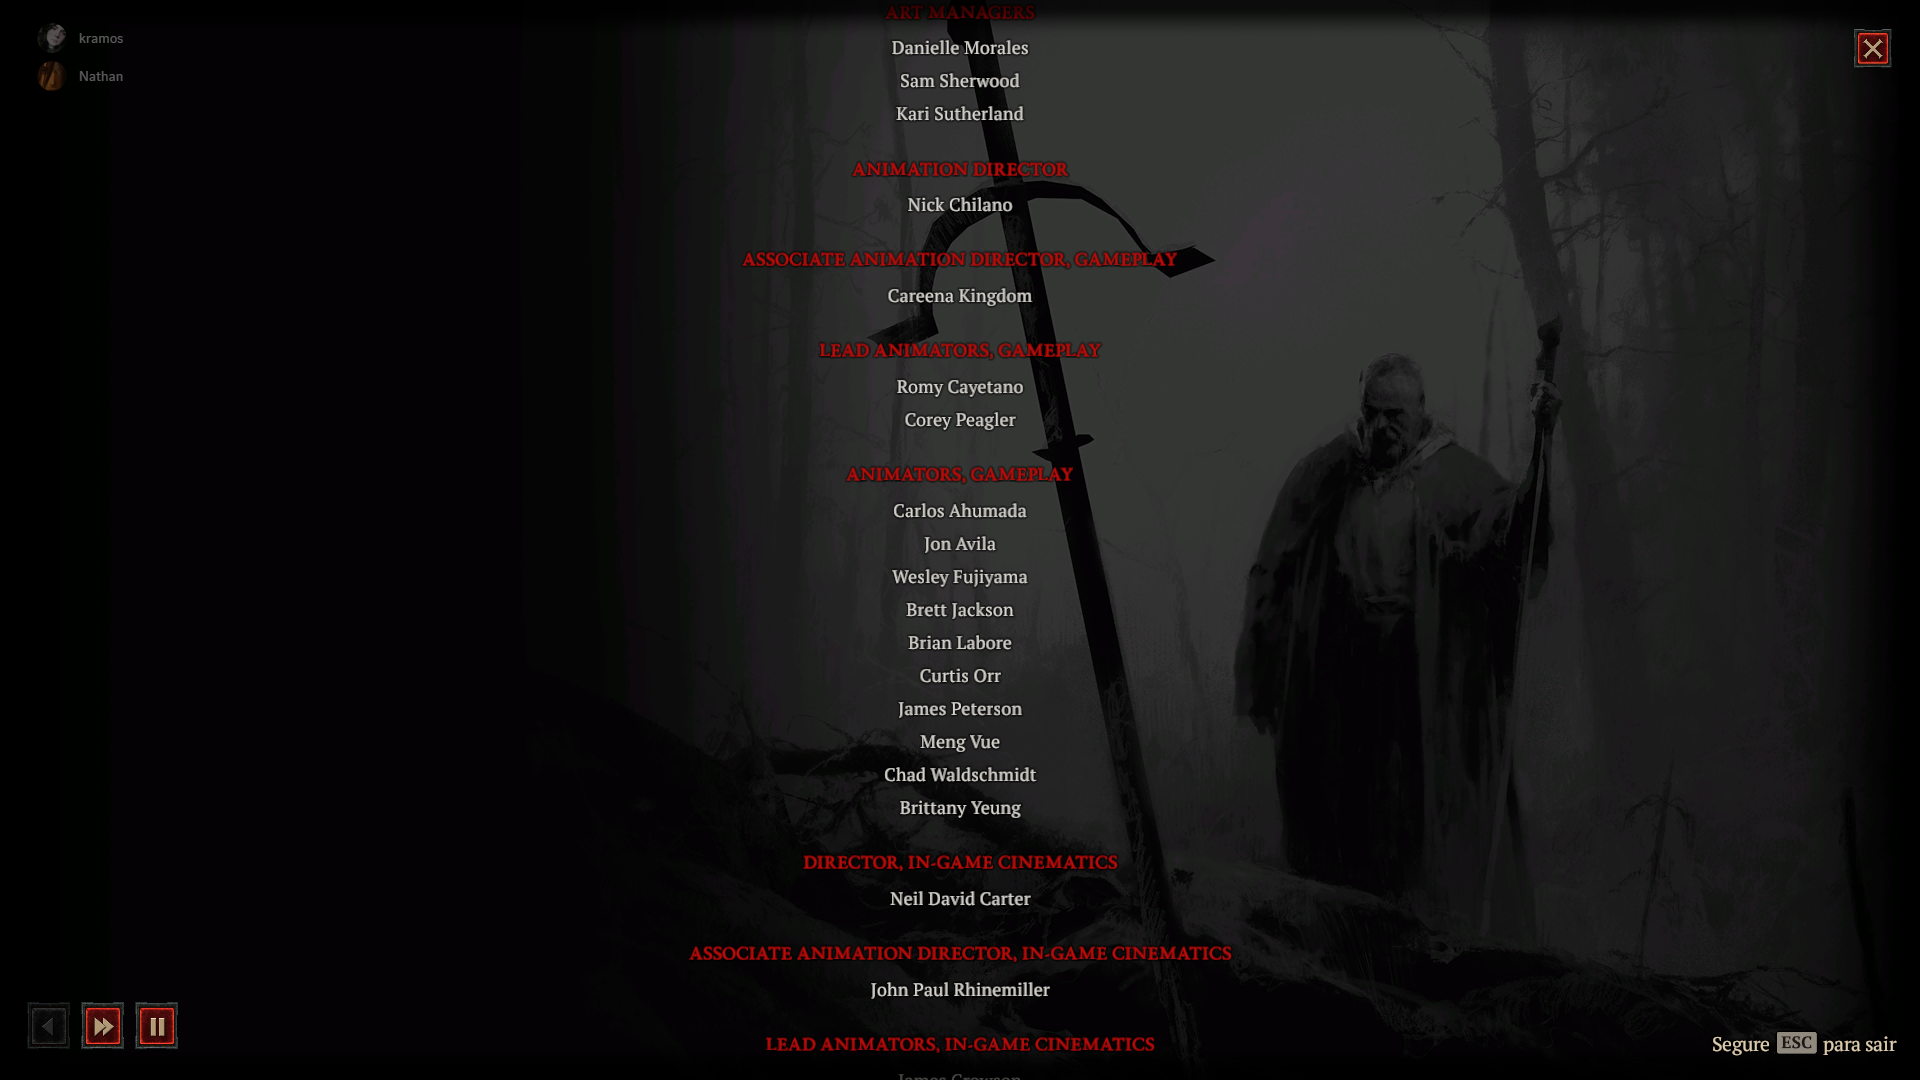 kramos
Nathan
ART MANAGERS
Danielle Morales
Sam Sherwood
Kari Sutherland
ANIMATION DIRECTOR
Nick Chilano
ASSOCIATE ANIMATION DIRECTOR, GAMEPLAY
Careena Kingdom
LEAD ANIMATORS, GAMEPLAY
Romy Cayetano
Corey Peagler
ANIMATORS, GAMEPLAY
Carlos Ahumada
Jon Avila
Wesley Fujiyama
Brett Jackson
Brian Labore
Curtis Orr
James Peterson
Meng Vue
Chad Waldschmidt
Brittany Yeung
DIRECTOR, IN-GAME CINEMATICS
Neil David Carter
ASSOCIATE ANIMATION DIRECTOR, IN-GAME CINEMATICS
John Paul Rhinemiller
LEAD ANIMATORS, IN-GAME CINEMATICS
James
Segure ESC para sair